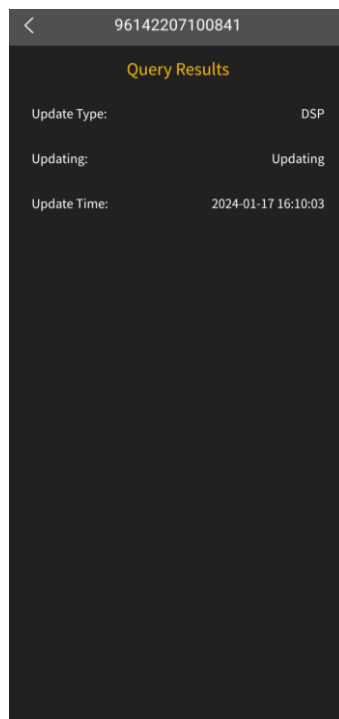 96142207100841
Query Results
Update Type: DSP
Updating: Updating
Update Time: 2024-01-17 16:10:03